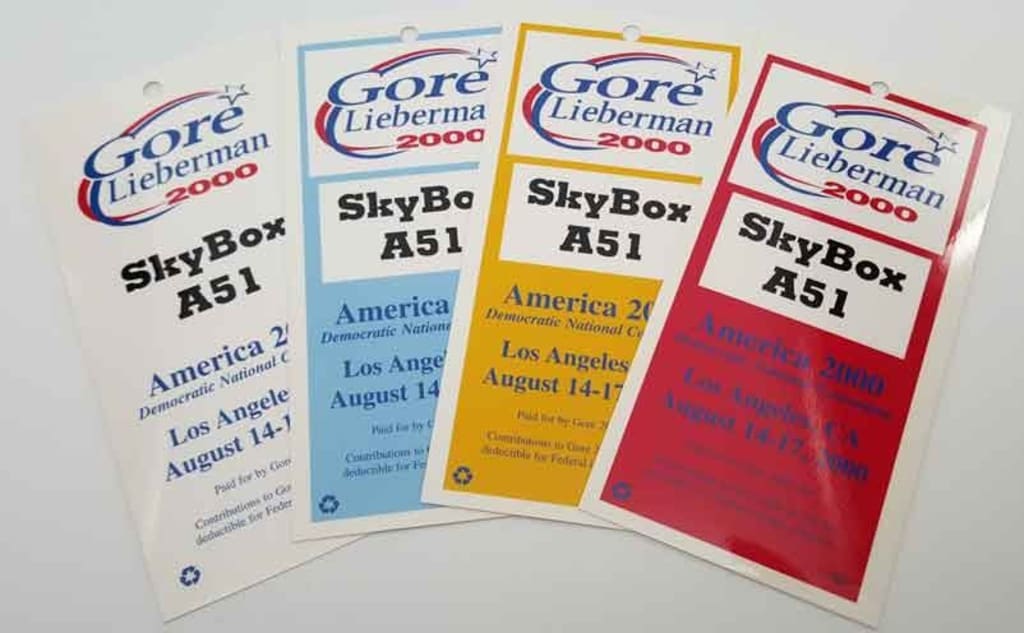 Gore
Lieberman
2000
SkyBox
A51
America 2
Democratic National C
Los Angele
August 14-1
Paid for by Gore
Contributions to Go
deductible for Feder
Gore
Lieberma
2000
SkyBo
A51
America
Democratic Nationa
Los Ange
August 14
Paid for by G
Contributions to
deductible for Fe
Gore
Lieberman
2000
SkyBox
A51
America 20
Democratic National Co
Los Angeles
August 14-17
Paid for by Gore
Contributions to Gore
deductible for Federal
Gore
Lieberman
2000
SkyBox
A51
America 2000
Los Angeles, CA
August 14-17, 2000